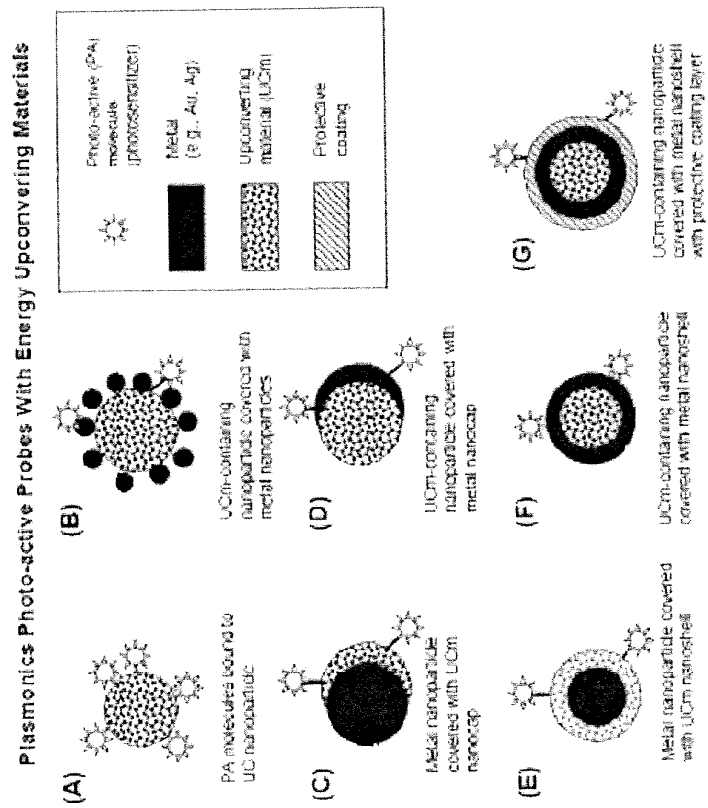 Plasmonics Photo-active Probes With Energy Upconvering Materials
(A)
PA molecules bound to
UC nanoparticle
(B)
UCm-containing
nanoparticle covered with
metal nanoparticles
Photo-active (PA)
molecule
(photosensitizer)
Metal
(e.g., Au, Ag)
Upconverting
material (UCm)
Protective
coating
(C)
Metal nanoparticle
covered with UCm
nanocap
(D)
UCm-containing
nanoparticle covered with
metal nanocap
(E)
Metal nanoparticle covered
with UCm nanoshell
(F)
UCm-containing nanoparticle
covered with metal nanoshell
(G)
UCm-containing nanoparticle
covered with metal nanoshell
with protective coating layer